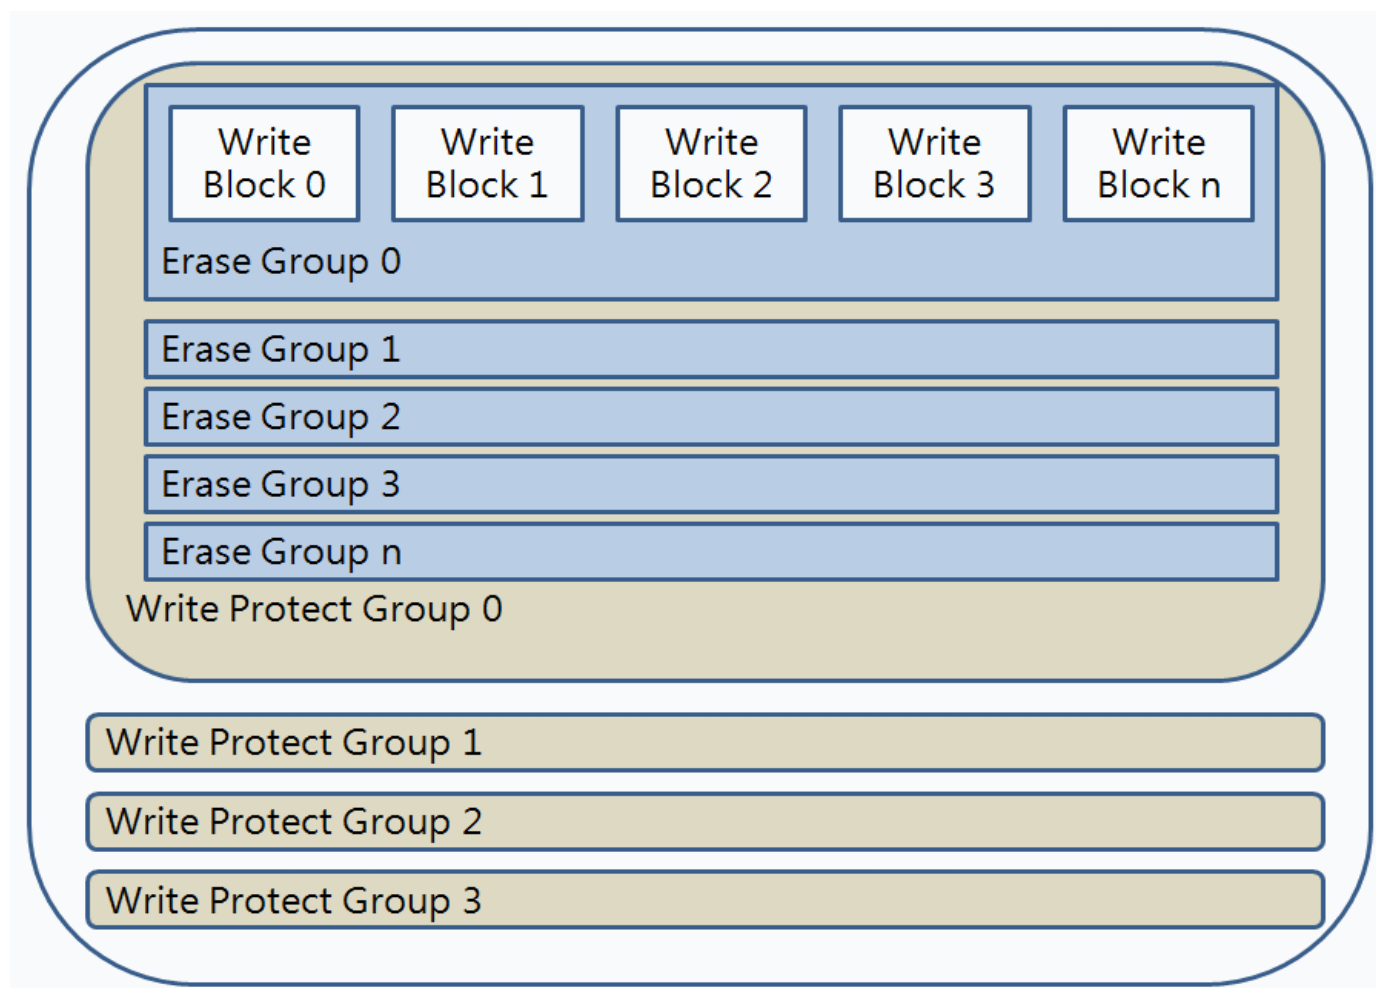 Write
Block 0
Write
Block 1
Write
Block 2
Write
Block 3
Write
Block n
Erase Group 0
Erase Group 1
Erase Group 2
Erase Group 3
Erase Group n
Write Protect Group 0
Write Protect Group 1
Write Protect Group 2
Write Protect Group 3